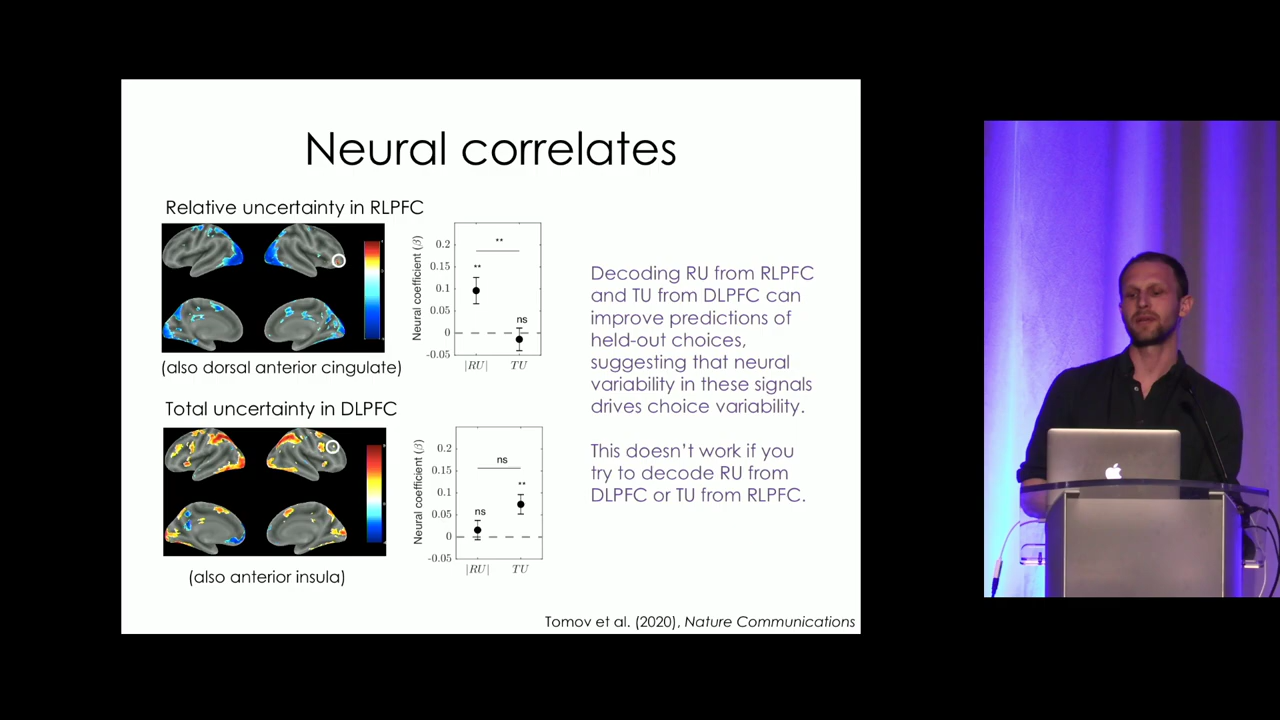 Neural correlates
Relative uncertainty in RLPFC
Neural coefficient (β)
0.2
0.15
0.1
0.05
0
-0.05
**
**
ns
|RU|
TU
(also dorsal anterior cingulate)
Total uncertainty in DLPFC
Neural coefficient (β)
0.2
0.15
0.1
0.05
0
-0.05
ns
ns
**
|RU|
TU
(also anterior insula)
Decoding RU from RLPFC
and TU from DLPFC can
improve predictions of
held-out choices,
suggesting that neural
variability in these signals
drives choice variability.
This doesn't work if you
try to decode RU from
DLPFC or TU from RLPFC.
Tomov et al. (2020), Nature Communications